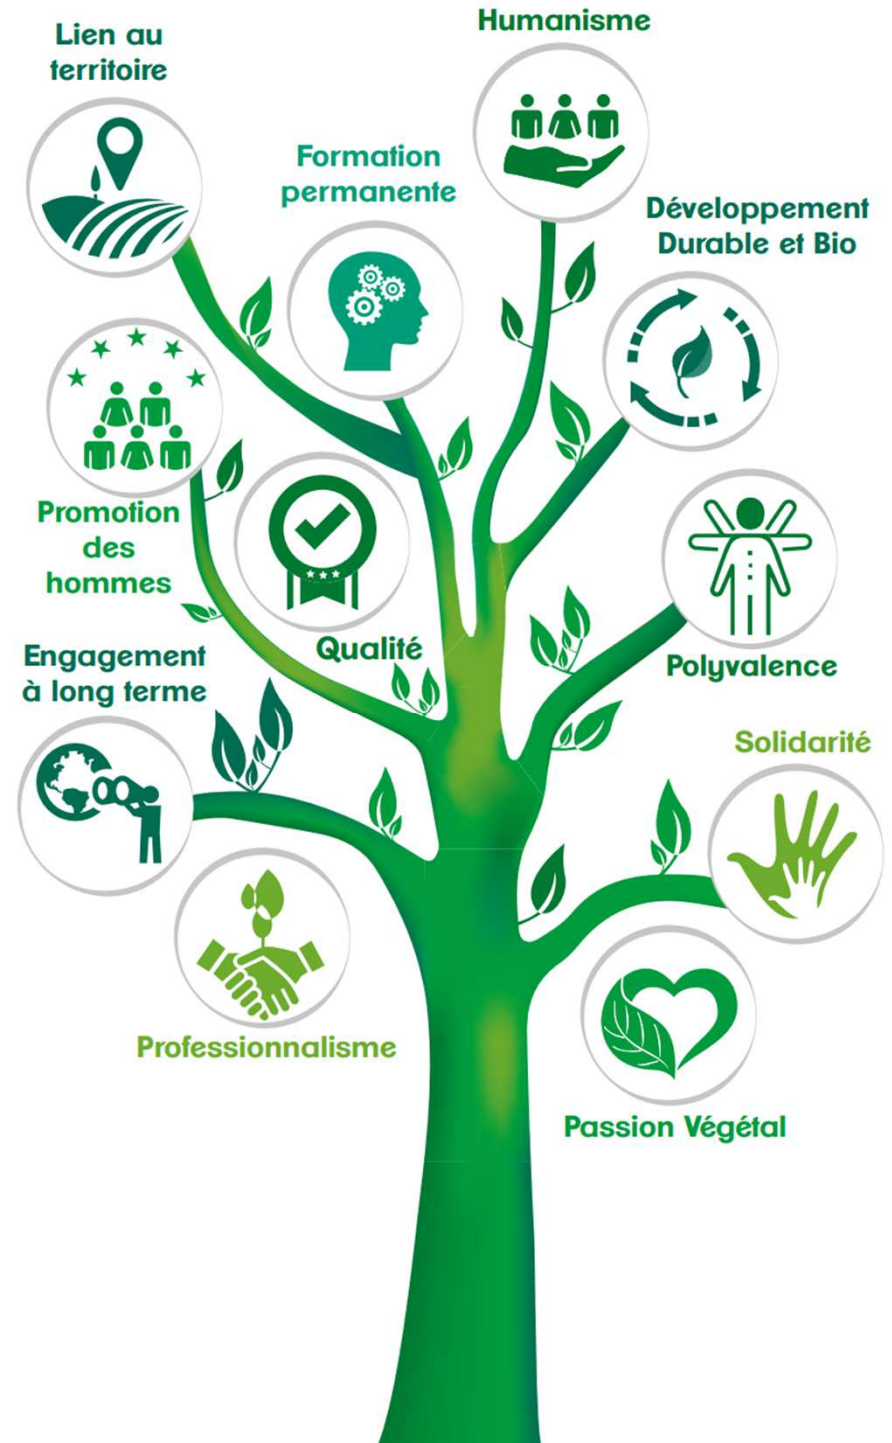 Humanisme
Lien au
territoire
Formation
permanente
Développement
Durable et Bio
Promotion
des
hommes
Qualité
Engagement
à long terme
Polyvalence
Solidarité
Professionnalisme
Passion Végétal